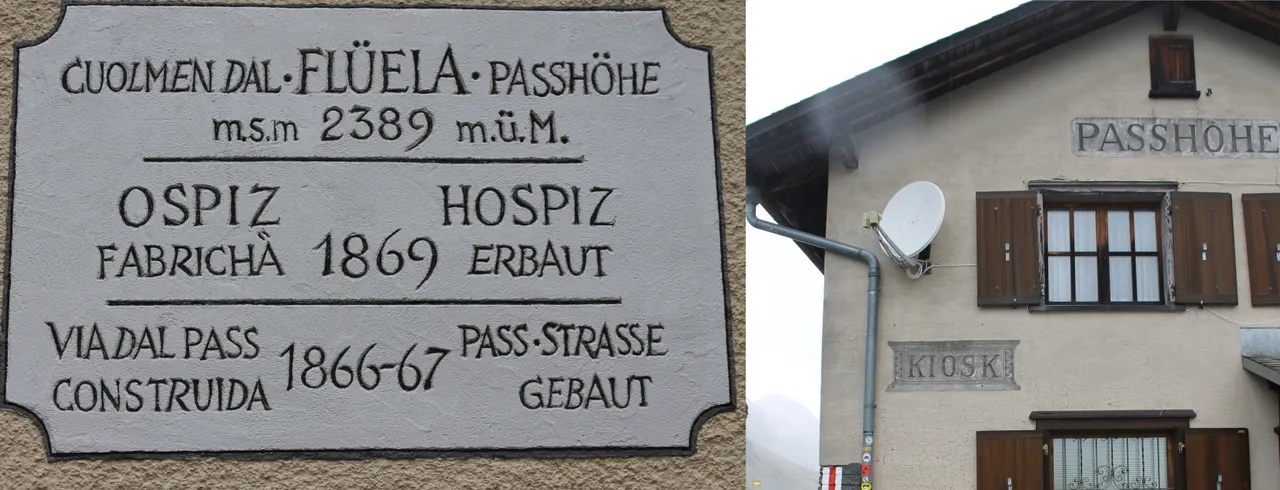 CUOLMEN DAL · FLÜELA · PASSHÖHE
m.s.m 2389 m.ü.M.
OSPIZ HOSPIZ
FABRICHÀ 1869 ERBAUT
VIA DAL PASS 1866-67 PASS·STRASSE
CONSTRUIDA GEBAUT
PASSHÖHE
KIOSK